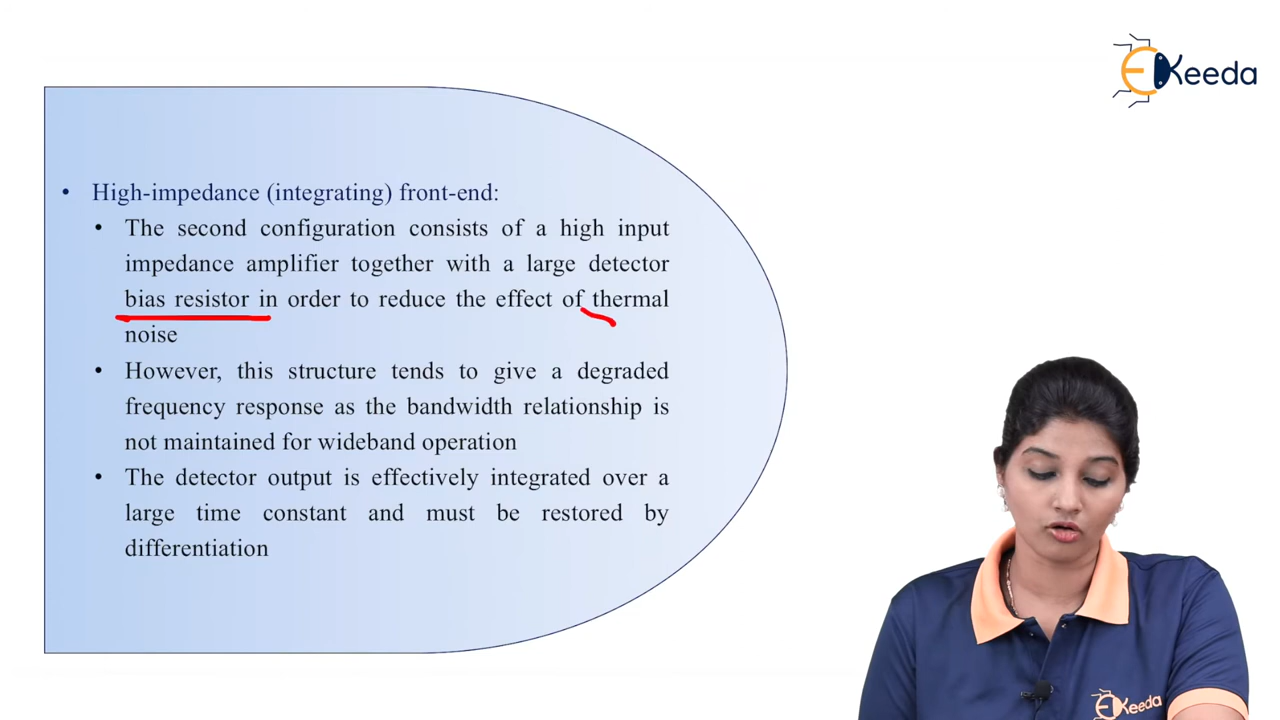 EKeeda
• High-impedance (integrating) front-end:
• The second configuration consists of a high input
impedance amplifier together with a large detector
bias resistor in order to reduce the effect of thermal
noise
• However, this structure tends to give a degraded
frequency response as the bandwidth relationship is
not maintained for wideband operation
• The detector output is effectively integrated over a
large time constant and must be restored by
differentiation
EKeeda